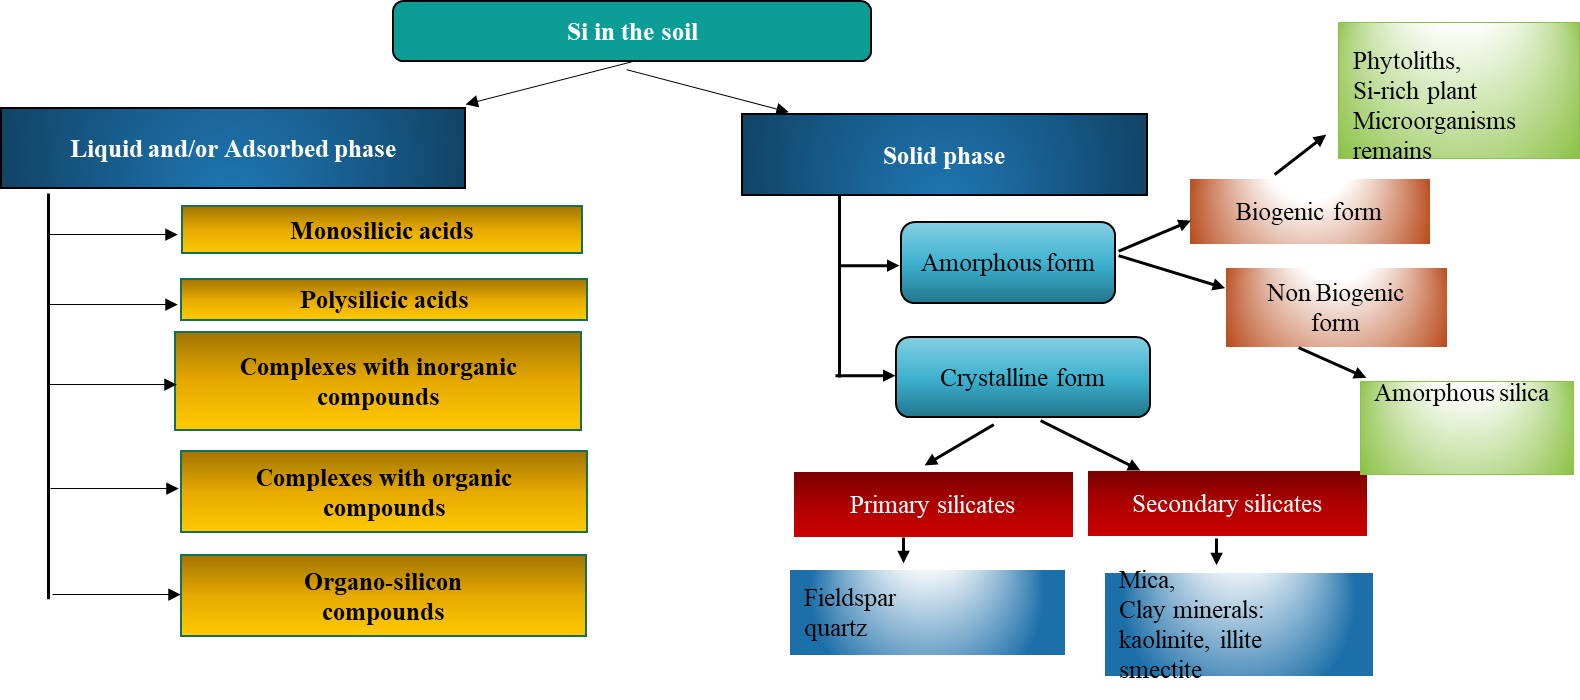 Si in the soil
Liquid and/or Adsorbed phase
Monosilicic acids
Polysilicic acids
Complexes with inorganic
compounds
Complexes with organic
compounds
Organo-silicon
compounds
Solid phase
Amorphous form
Biogenic form
Phytoliths,
Si-rich plant
Microorganisms
remains
Non Biogenic
form
Amorphous silica
Crystalline form
Primary silicates
Fieldspar
quartz
Secondary silicates
Mica,
Clay minerals:
kaolinite, illite
smectite